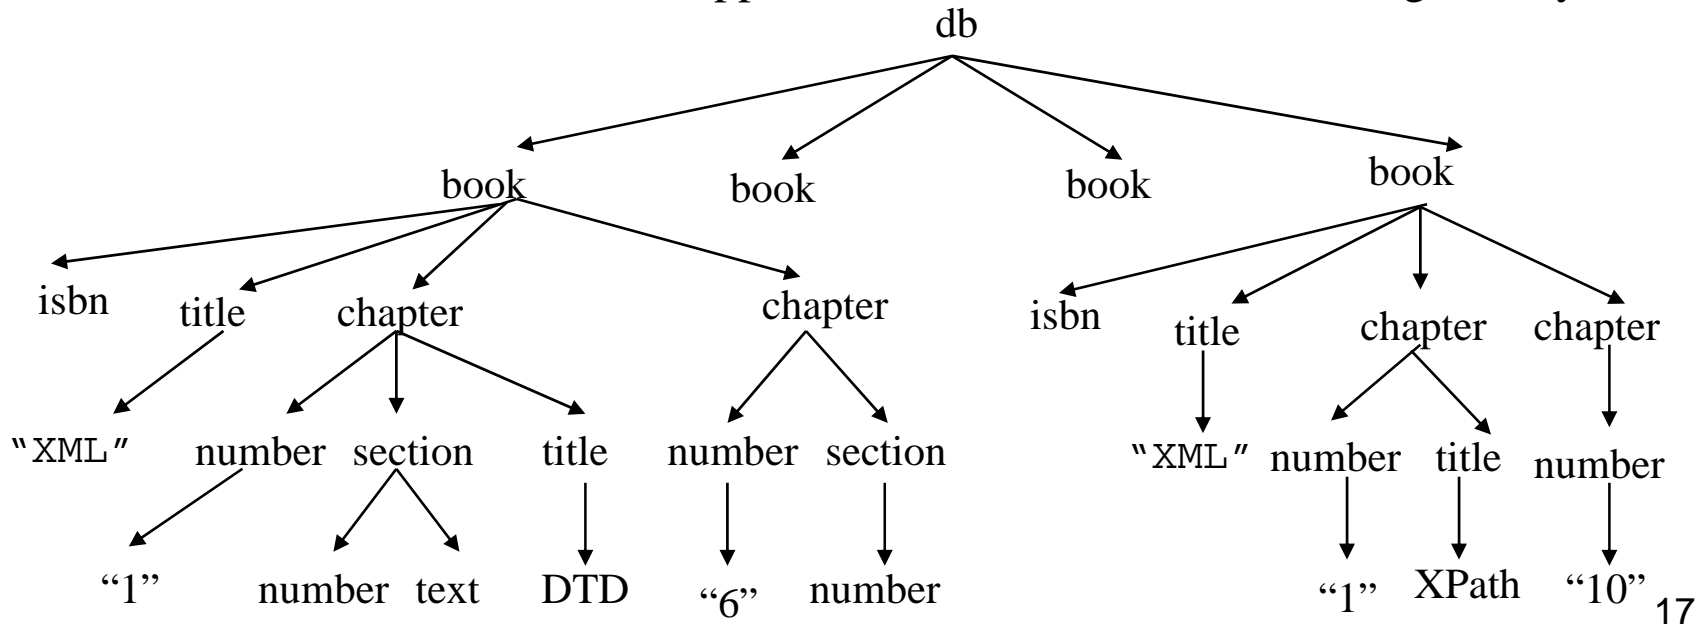 db
book book book book
isbn title chapter chapter isbn title chapter chapter
“XML” number section title number section “XML” number title number
“1” number text DTD “6” number “1” XPath “10”
17